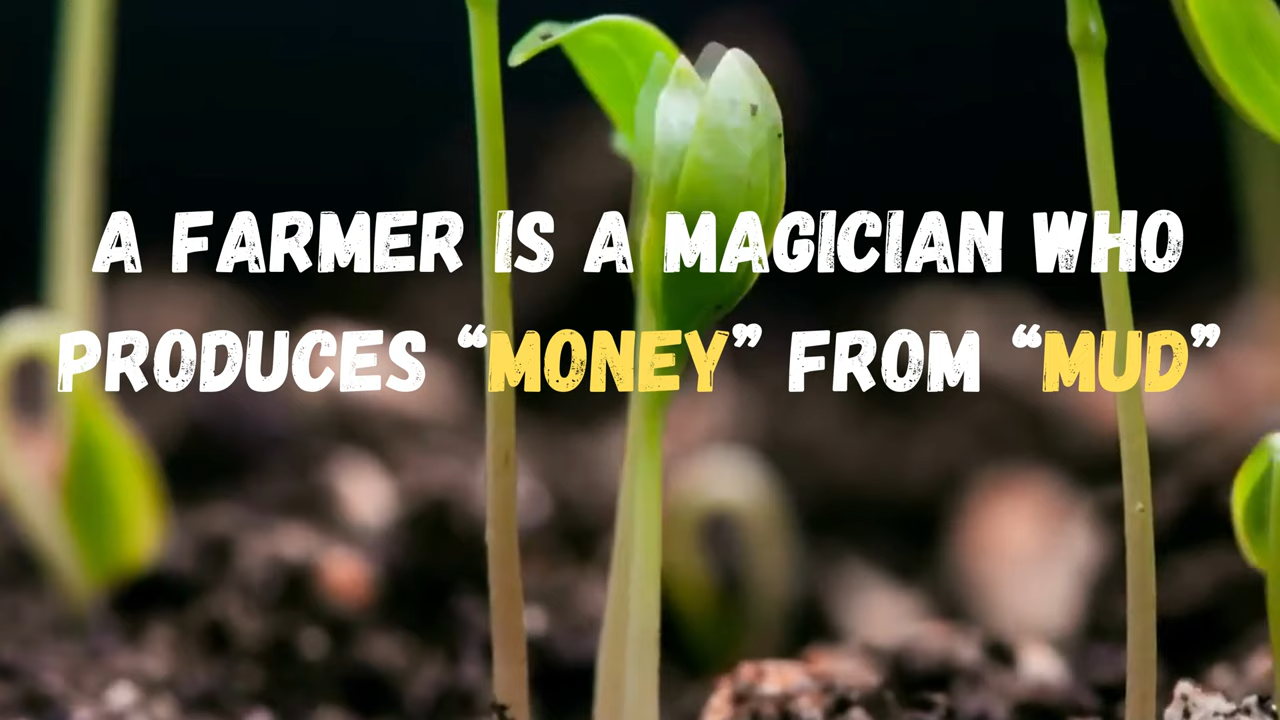 A FARMER IS A MAGICIAN WHO
PRODUCES “MONEY” FROM “MUD”